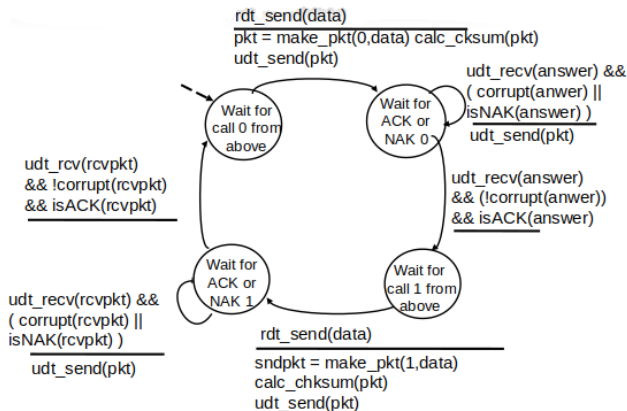 rdt_send(data)
pkt = make_pkt(0,data) calc_cksum(pkt)
udt_send(pkt)
Wait for
call 0 from
above
Wait for
ACK or
NAK 0
udt_recv(answer) &&
( corrupt(anwer) ||
isNAK(answer) )
udt_send(pkt)
udt_rcv(rcvpkt)
&& !corrupt(rcvpkt)
&& isACK(rcvpkt)
udt_recv(answer)
&& (!corrupt(anwer))
&& isACK(answer)
Wait for
ACK or
NAK 1
Wait for
call 1 from
above
udt_recv(rcvpkt) &&
( corrupt(rcvpkt) ||
isNAK(rcvpkt) )
udt_send(pkt)
rdt_send(data)
sndpkt = make_pkt(1,data)
calc_chksum(pkt)
udt_send(pkt)